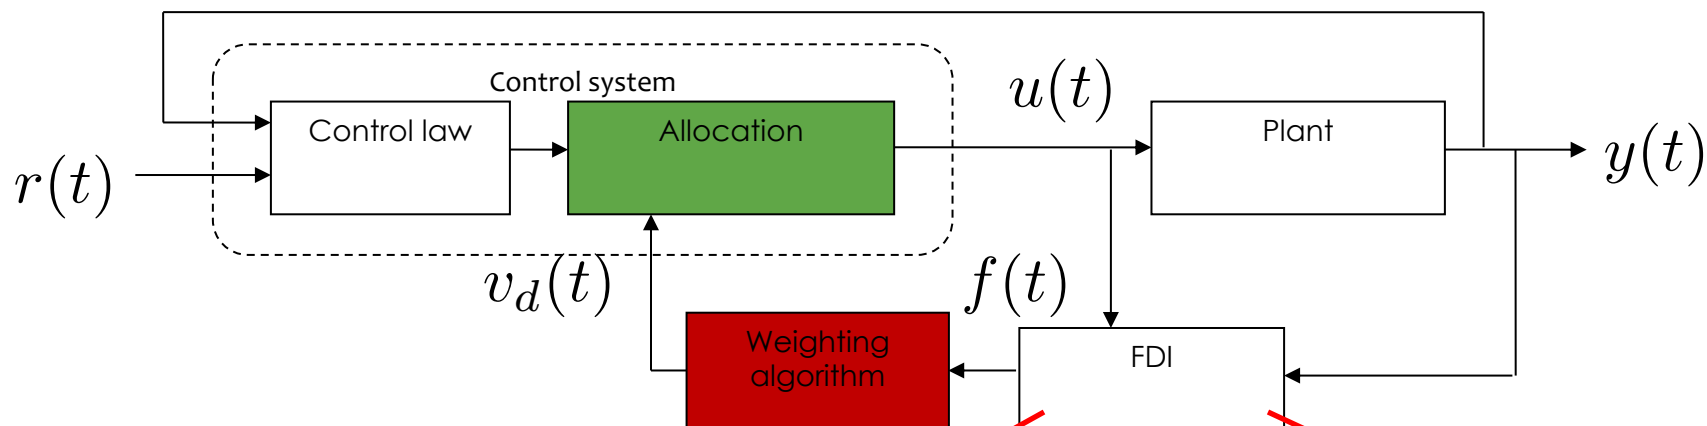 Control system
u(t)
Control law
Allocation
Plant
r(t)
y(t)
v_d(t)
f(t)
Weighting
algorithm
FDI